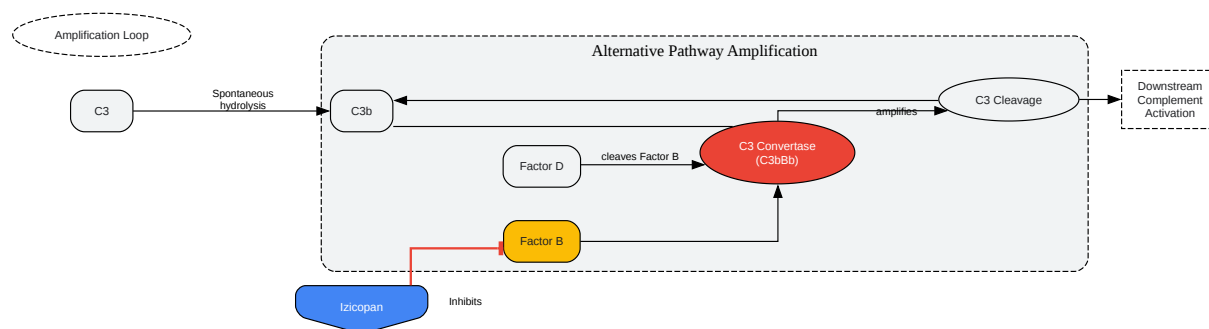 Amplification Loop
Alternative Pathway Amplification
C3
Spontaneous
hydrolysis
C3b
C3 Cleavage
Downstream
Complement
Activation
amplifies
C3 Convertase
(C3bBb)
Factor D
cleaves Factor B
Factor B
Izicopan
Inhibits